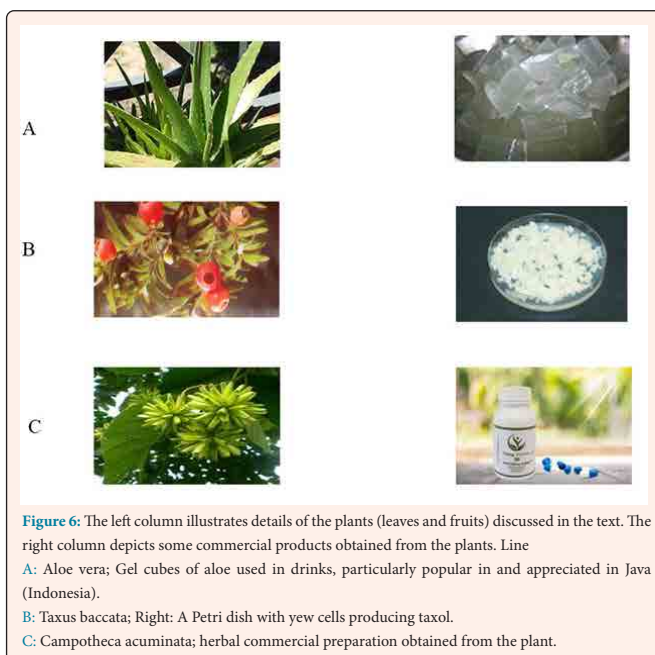 A
B
C
Figure 6: The left column illustrates details of the plants (leaves and fruits) discussed in the text. The
right column depicts some commercial products obtained from the plants. Line
A: Aloe vera; Gel cubes of aloe used in drinks, particularly popular in and appreciated in Java
(Indonesia).
B: Taxus baccata; Right: A Petri dish with yew cells producing taxol.
C: Campotheca acuminata; herbal commercial preparation obtained from the plant.